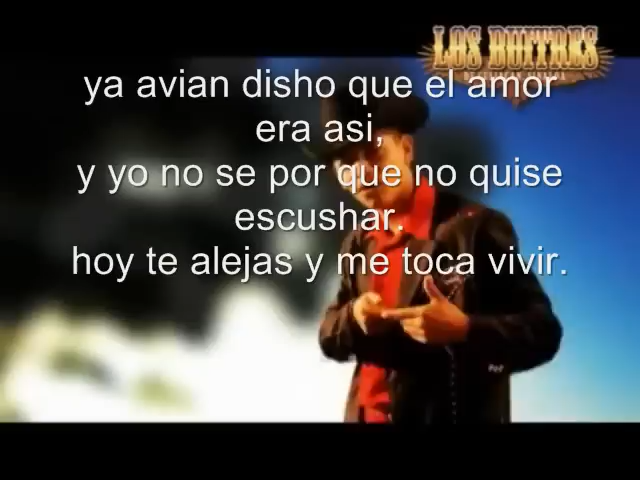 LOS BUITRES
ya avian disho que el amor
era asi,
y yo no se por que no quise
escushar.
hoy te alejas y me toca vivir.